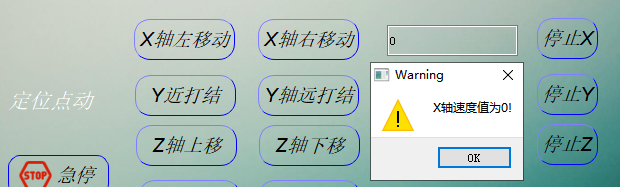 X轴左移动 X轴右移动 0 停止X
Warning
X轴速度值为0!
定位点动 Y近打结 Y轴远打结 停止Y
Z轴上移 Z轴下移 OK 停止Z
STOP 急停